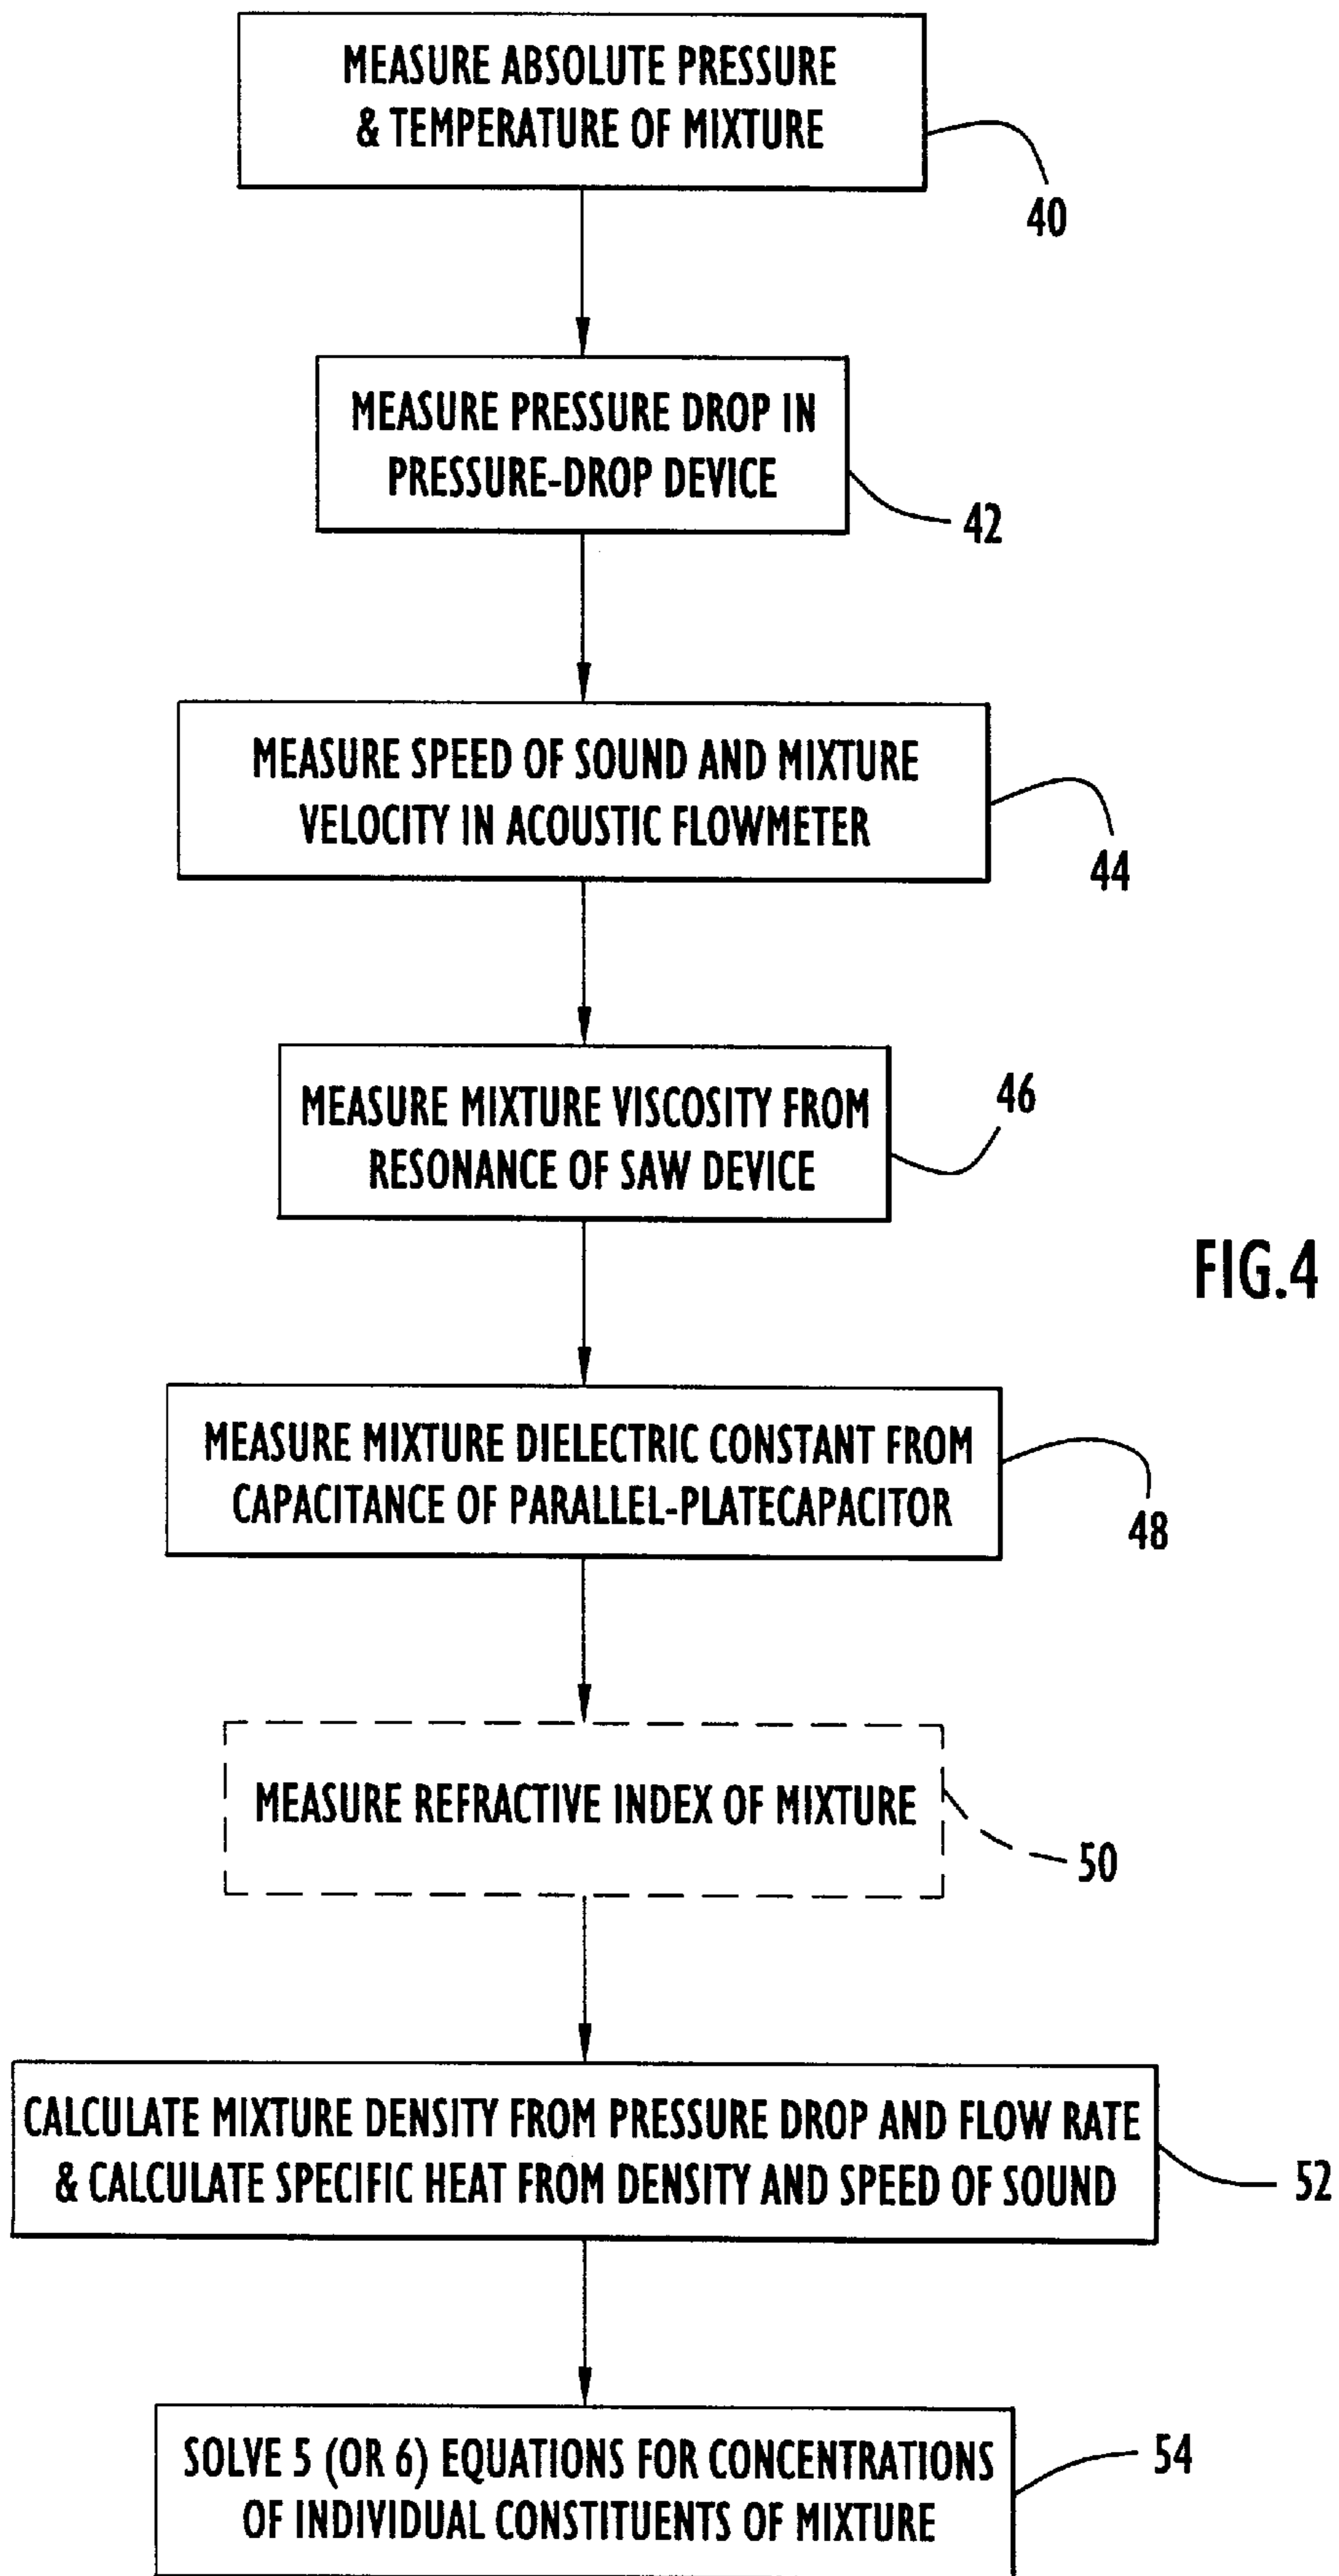 MEASURE ABSOLUTE PRESSURE
& TEMPERATURE OF MIXTURE
40
MEASURE PRESSURE DROP IN
PRESSURE-DROP DEVICE
42
MEASURE SPEED OF SOUND AND MIXTURE
VELOCITY IN ACOUSTIC FLOWMETER
44
MEASURE MIXTURE VISCOSITY FROM
RESONANCE OF SAW DEVICE
46
FIG.4
MEASURE MIXTURE DIELECTRIC CONSTANT FROM
CAPACITANCE OF PARALLEL-PLATECAPACITOR
48
MEASURE REFRACTIVE INDEX OF MIXTURE
50
CALCULATE MIXTURE DENSITY FROM PRESSURE DROP AND FLOW RATE
& CALCULATE SPECIFIC HEAT FROM DENSITY AND SPEED OF SOUND
52
SOLVE 5 (OR 6) EQUATIONS FOR CONCENTRATIONS
OF INDIVIDUAL CONSTITUENTS OF MIXTURE
54